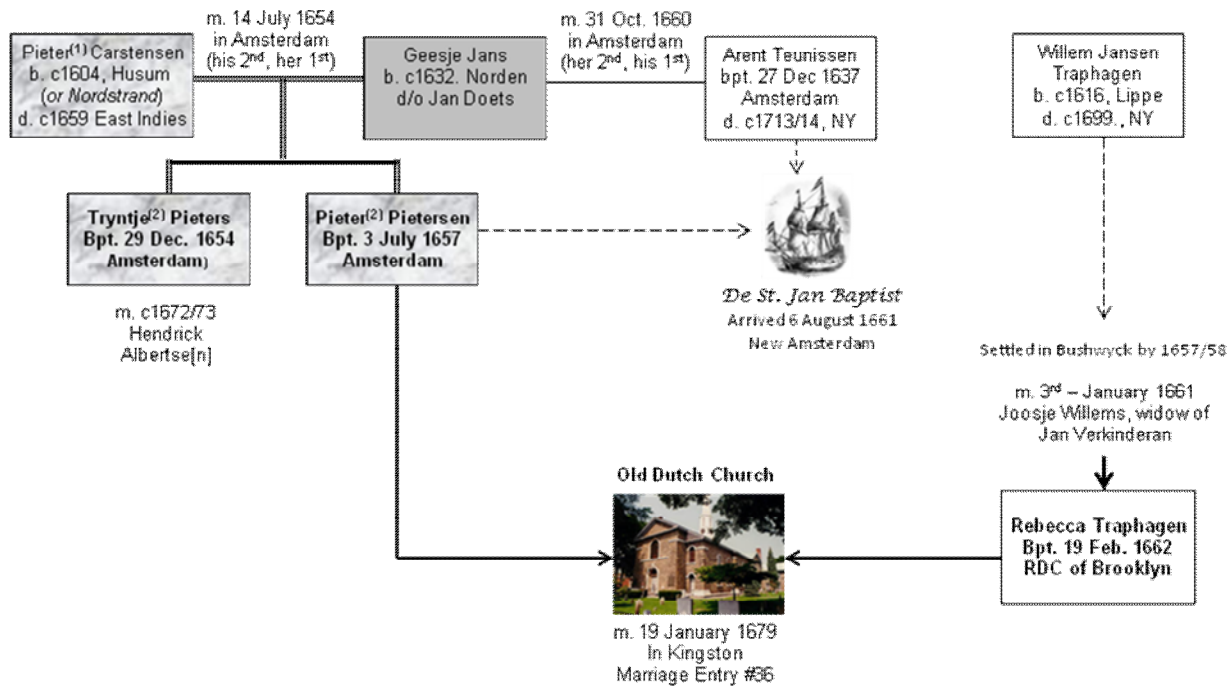 m. 14 July 1654
in Amsterdam
(his 2nd, her 1st)
m. 31 Oct. 1660
in Amsterdam
(her 2nd, his 1st)
Pieter(1) Carstensen
b. c1604, Husum
(or Nordstrand)
d. c1659 East Indies
Geesje Jans
b. c1632. Norden
d/o Jan Doets
Arent Teunissen
bpt. 27 Dec 1637
Amsterdam
d. c1713/14, NY
Willem Jansen
Traphagen
b. c1616, Lippe
d. c1699., NY
Tryntje(2) Pieters
Bpt. 29 Dec. 1654
Amsterdam)
Pieter(2) Pietersen
Bpt. 3 July 1657
Amsterdam
De St. Jan Baptist
Arrived 6 August 1661
New Amsterdam
m. c1672/73
Hendrick
Albertse[n]
Settled in Bushwyck by 1657/58
m. 3rd – January 1661
Joosje Willems, widow of
Jan Verkinderan
Old Dutch Church
Rebecca Traphagen
Bpt. 19 Feb. 1662
RDC of Brooklyn
m. 19 January 1679
In Kingston
Marriage Entry #36